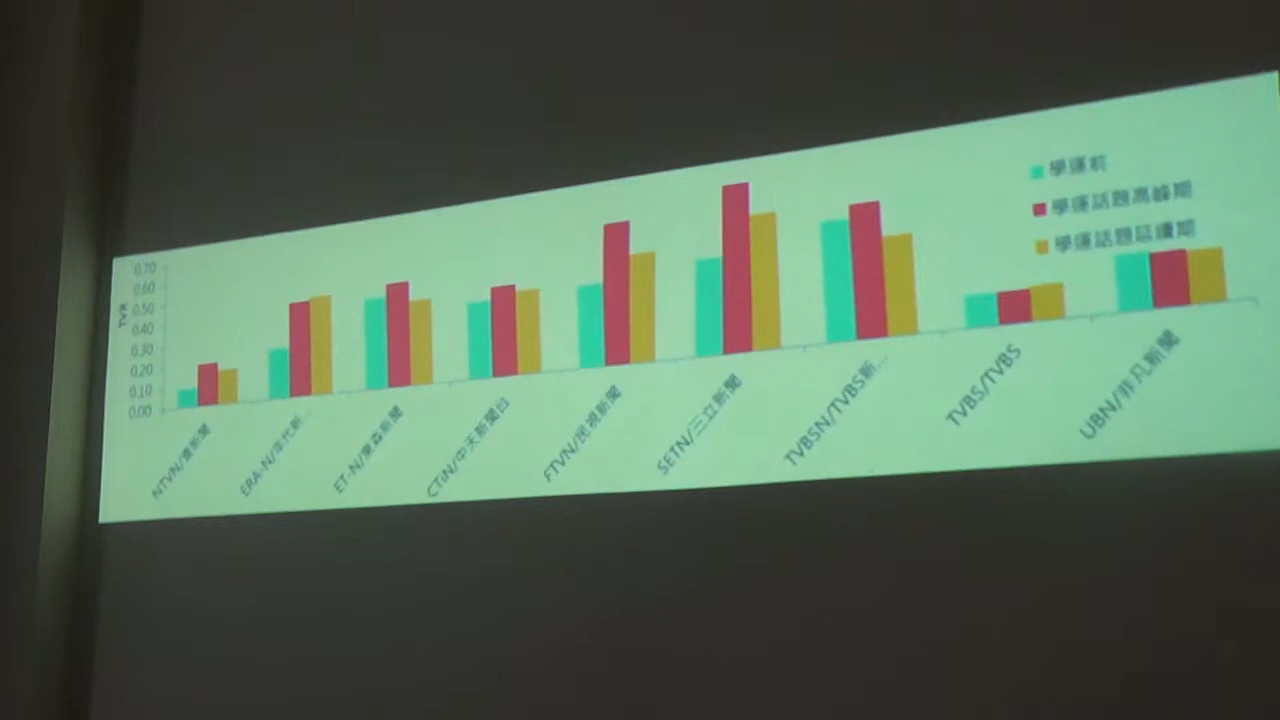 學運前
學運話題高峰期
學運話題延續期
TVR
0.70
0.60
0.50
0.40
0.30
0.20
0.10
0.00
NTVN/壹新聞
ERA-N/年代新...
ET-N/東森新聞
CTiN/中天新聞台
FTVN/民視新聞
SETN/三立新聞
TVBSN/TVBS新...
TVBS/TVBS
UBN/非凡新聞